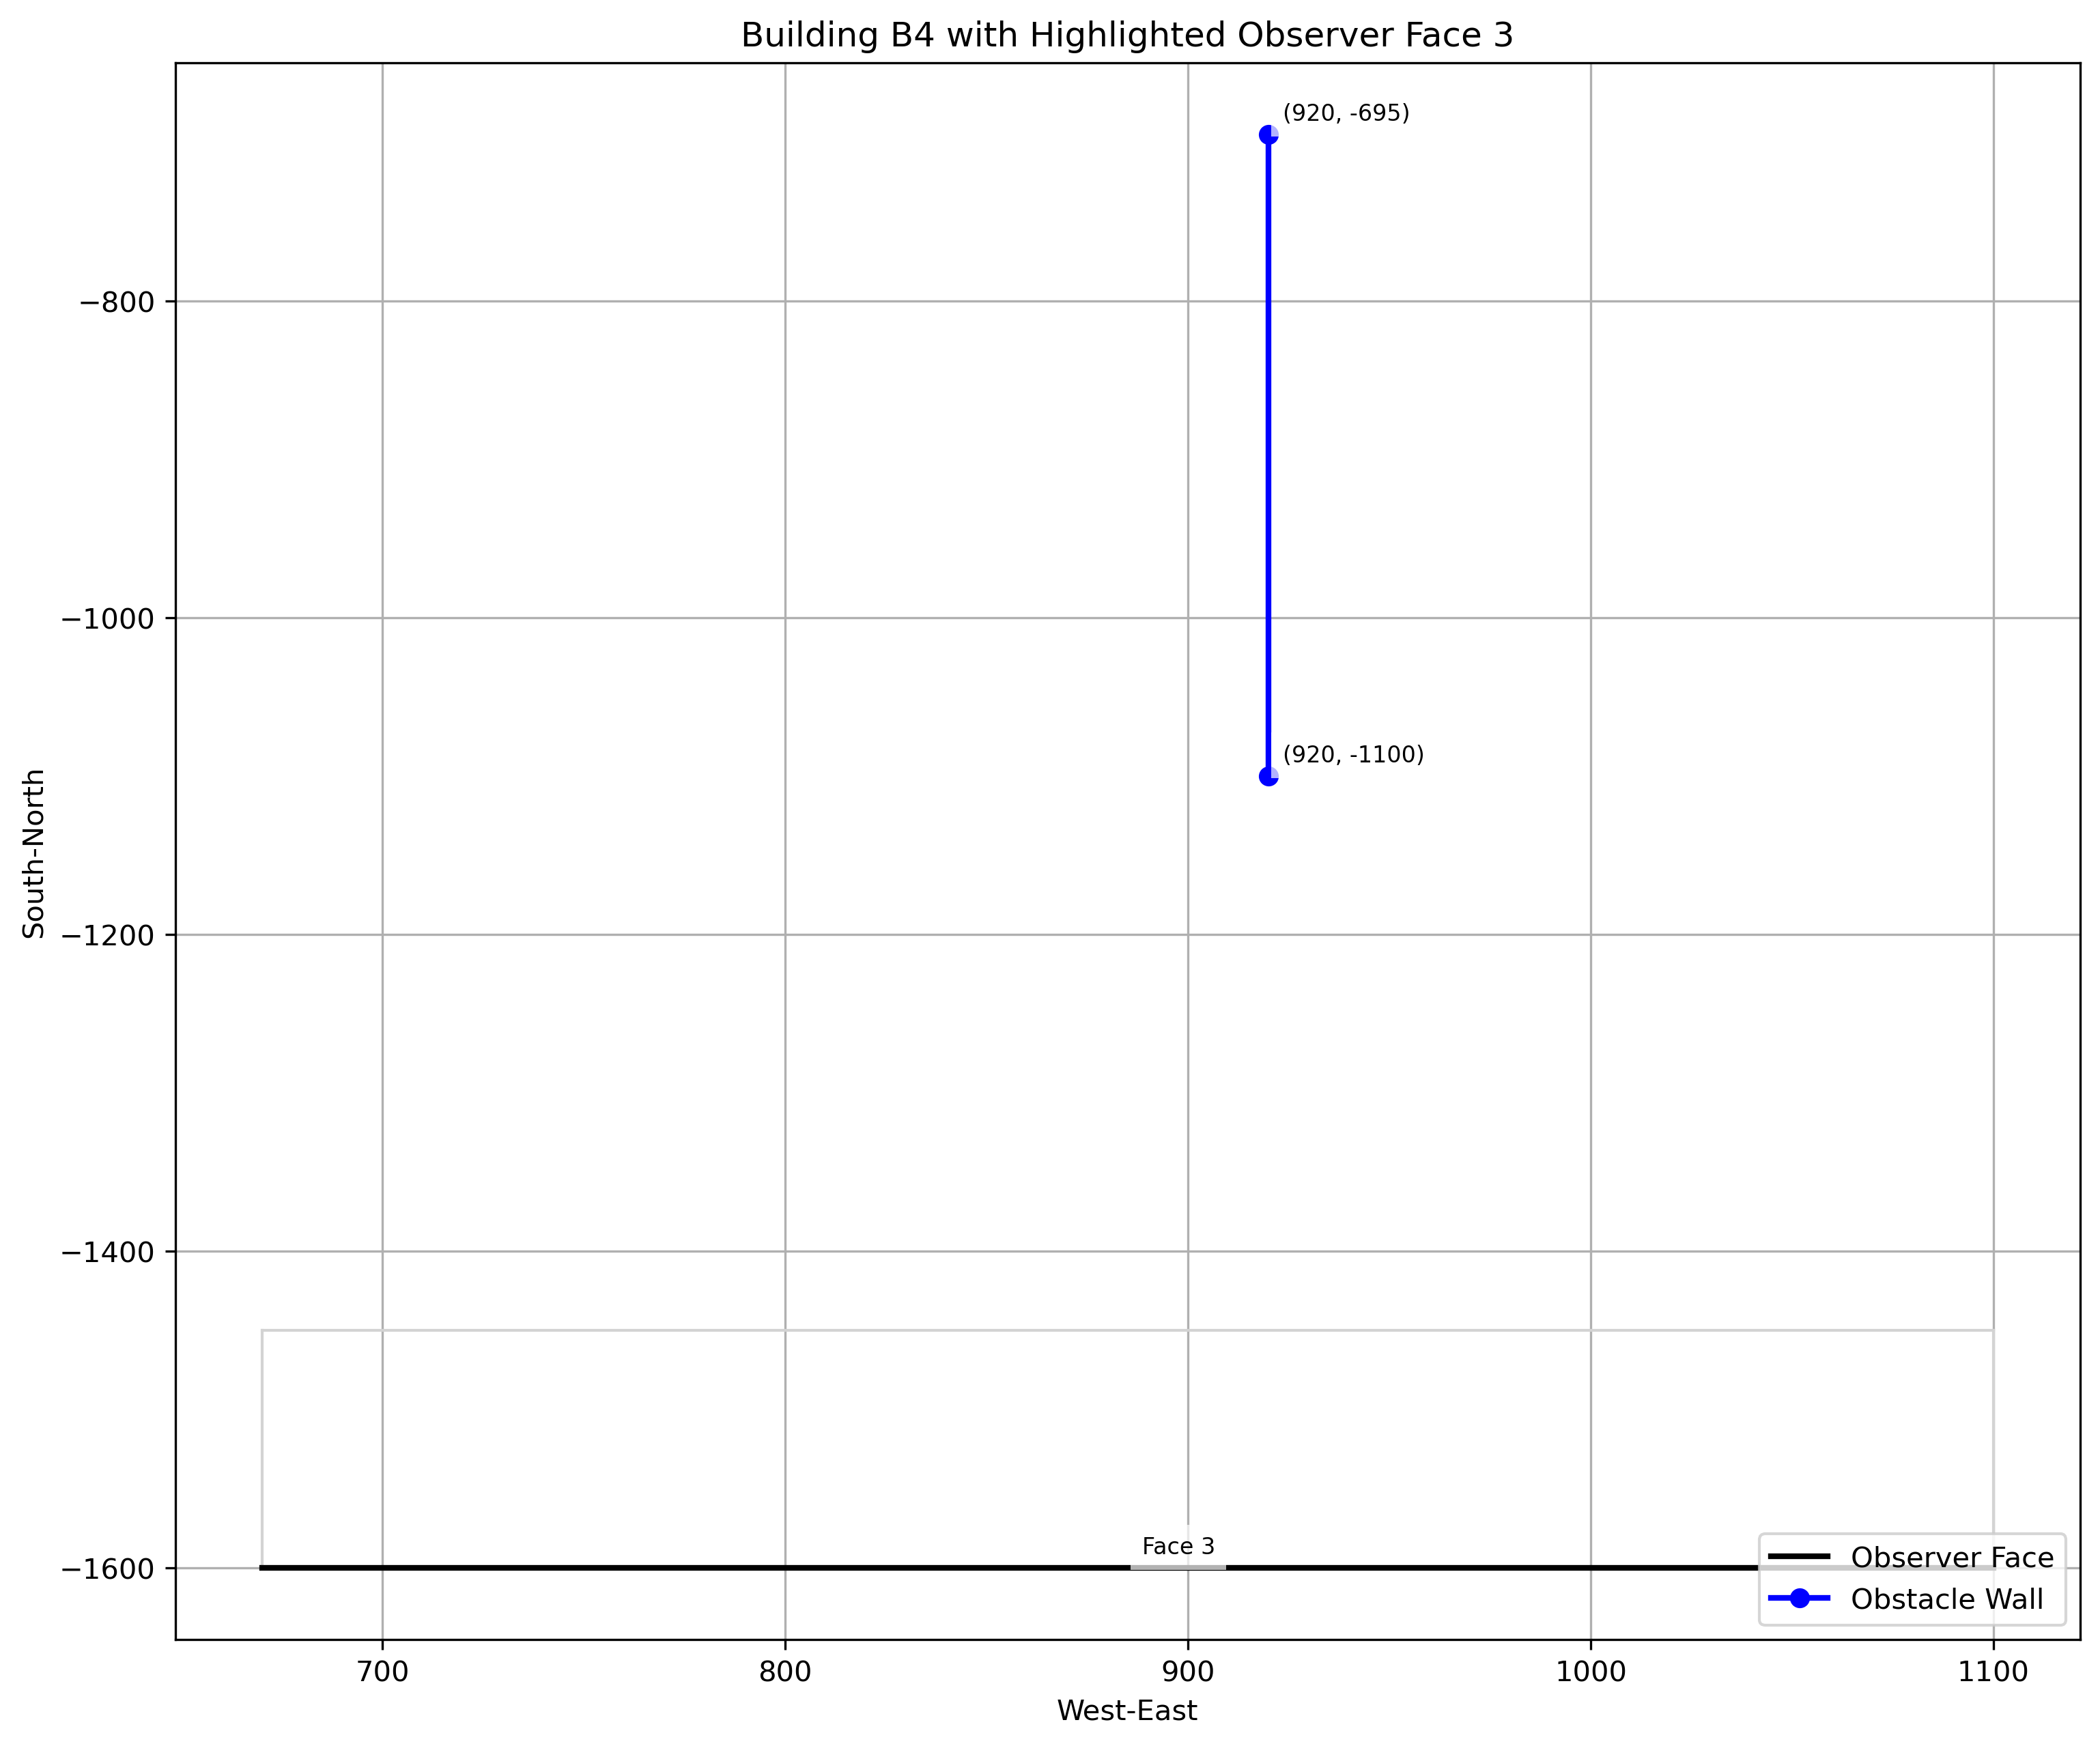 Building B4 with Highlighted Observer Face 3
(920, -695)
−800
−1000
(920, -1100)
South-North
−1200
−1400
Face 3
−1600
Observer Face
Obstacle Wall
700
800
900
1000
1100
West-East